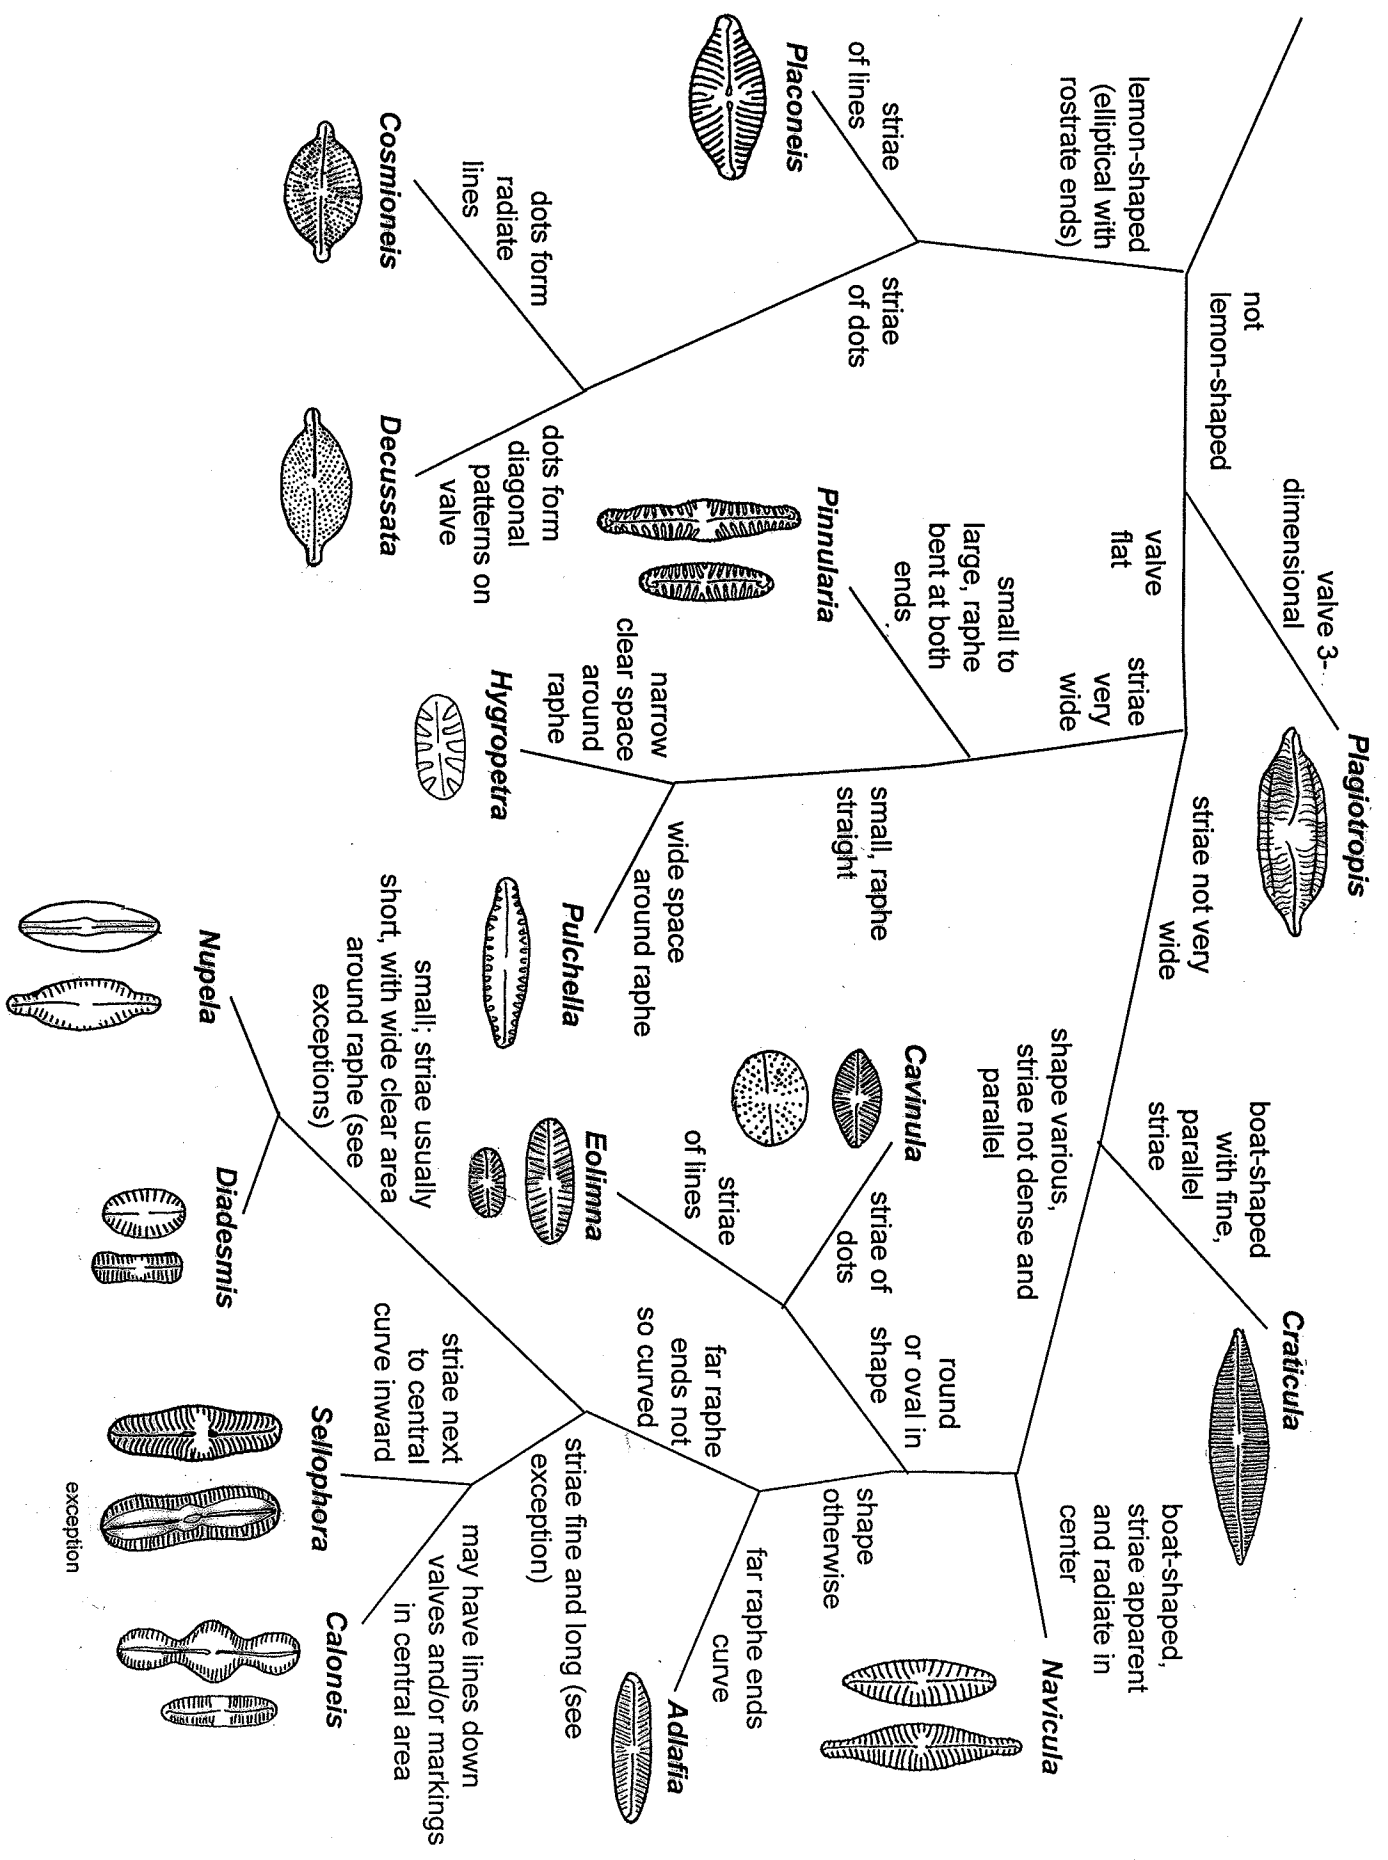 lemon-shaped
(elliptical with
rostrate ends)
not
lemon-shaped
striae
of lines
Placoneis
striae
of dots
dots form
radiate
lines
Cosmioneis
dots form
diagonal
patterns on
valve
Decussata
valve 3-
dimensional
Plagiotropis
valve
flat
striae
very
wide
striae not very
wide
small to
large, raphe
bent at both
ends
Pinnularia
small, raphe
straight
narrow
clear space
around
raphe
Hygropetra
wide space
around raphe
Pulchella
boat-shaped
with fine,
parallel
striae
Craticula
shape various,
striae not dense and
parallel
boat-shaped,
striae apparent
and radiate in
center
Navicula
round
or oval in
shape
striae of
dots
Cavinula
striae
of lines
Eolimna
shape
otherwise
far raphe ends
curve
Adlafia
far raphe
ends not
so curved
small; striae usually
short, with wide clear area
around raphe (see
exceptions)
Nupela
Diadesmis
striae fine and long (see
exception)
striae next
to central
curve inward
Sellophora
exception
may have lines down
valves and/or markings
in central area
Caloneis